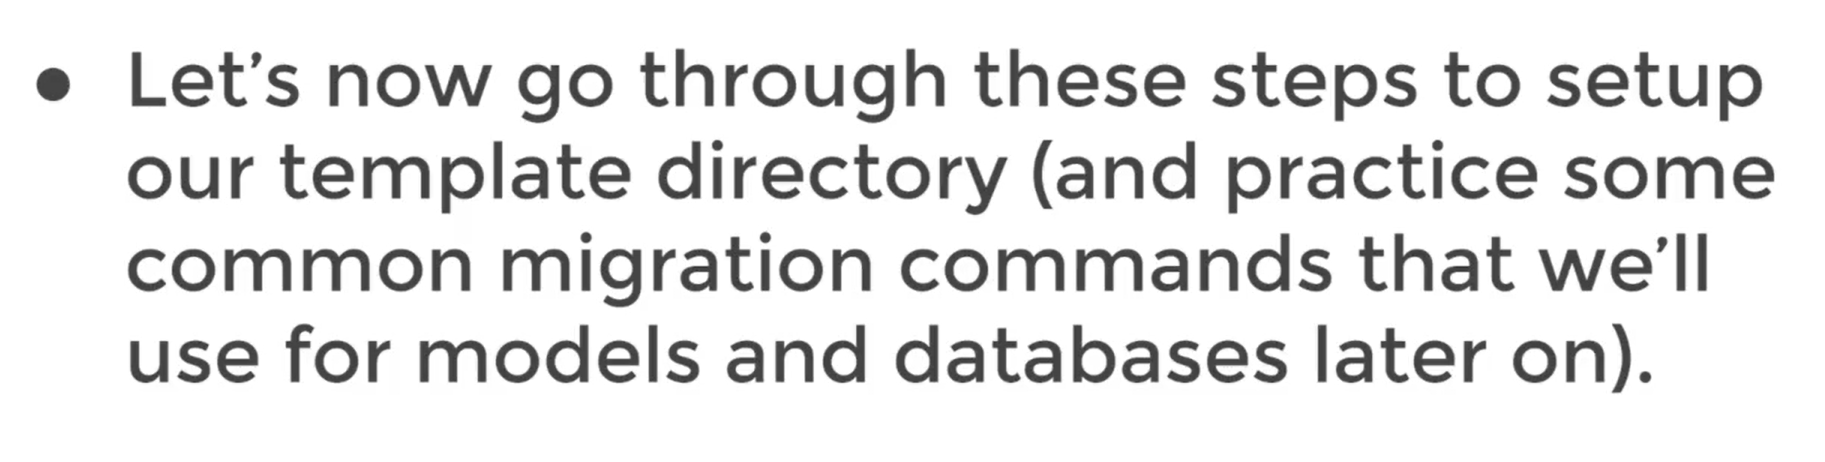 ● Let’s now go through these steps to setup
our template directory (and practice some
common migration commands that we’ll
use for models and databases later on).